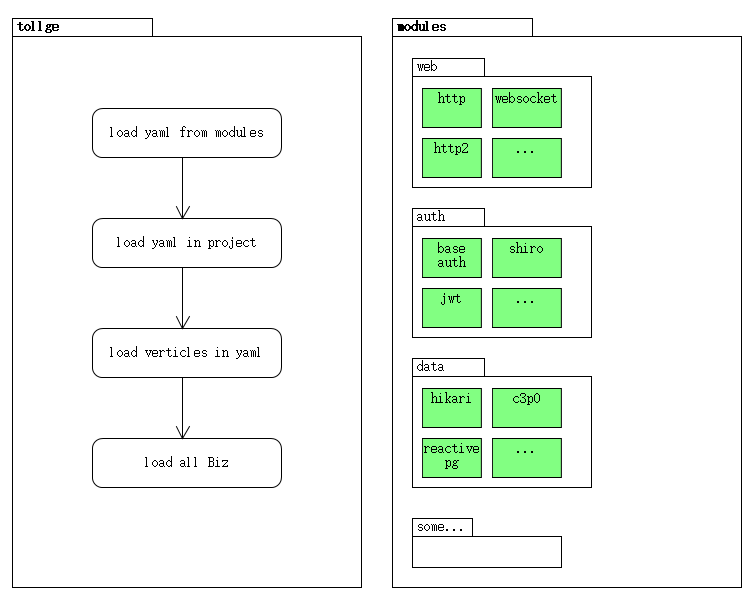 tollge
load yaml from modules
load yaml in project
load verticles in yaml
load all Biz
modules
web
http
websocket
http2
...
auth
base
auth
shiro
jwt
...
data
hikari
c3p0
reactive
pg
...
some...